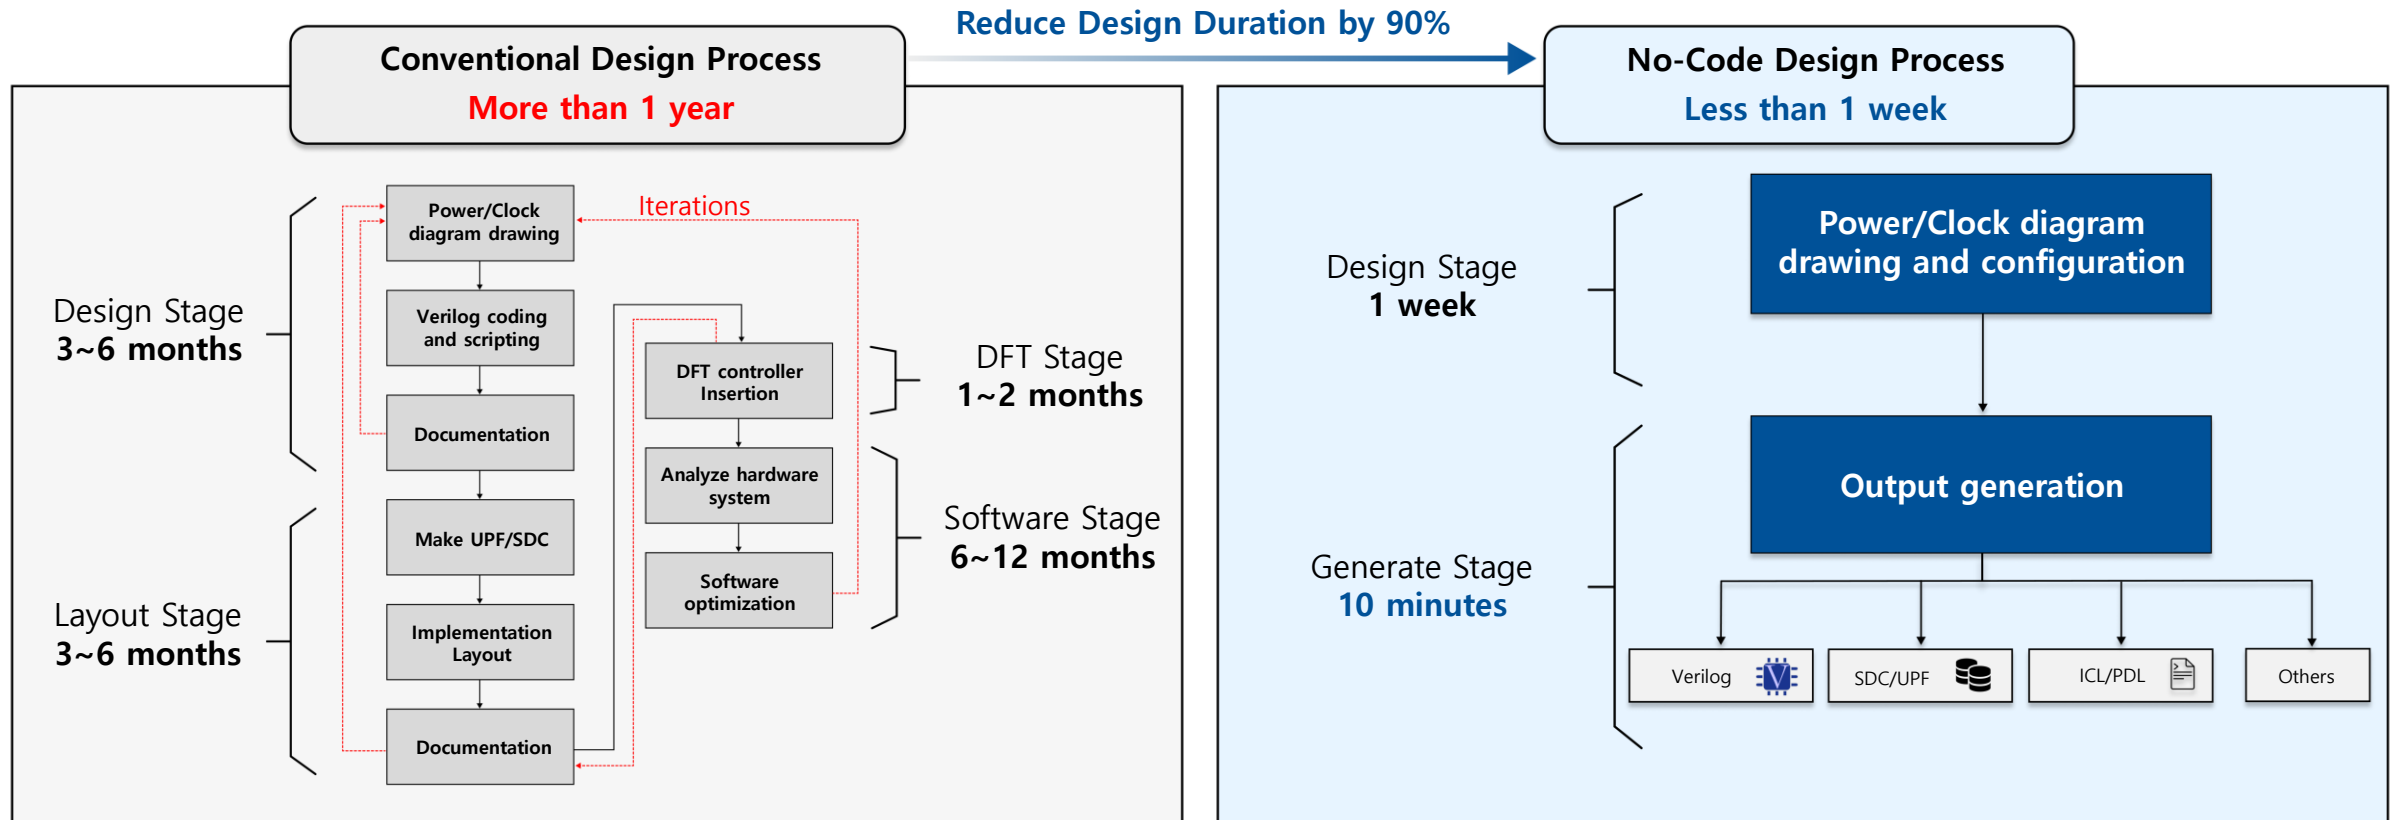 Reduce Design Duration by 90%
Conventional Design Process
More than 1 year
No-Code Design Process
Less than 1 week
Design Stage
3~6 months
Layout Stage
3~6 months
Power/Clock
diagram drawing
Verilog coding
and scripting
Documentation
Make UPF/SDC
Implementation
Layout
Documentation
Iterations
DFT controller
Insertion
Analyze hardware
system
Software
optimization
DFT Stage
1~2 months
Software Stage
6~12 months
Design Stage
1 week
Generate Stage
10 minutes
Power/Clock diagram
drawing and configuration
Output generation
Verilog
V
SDC/UPF
ICL/PDL
Others